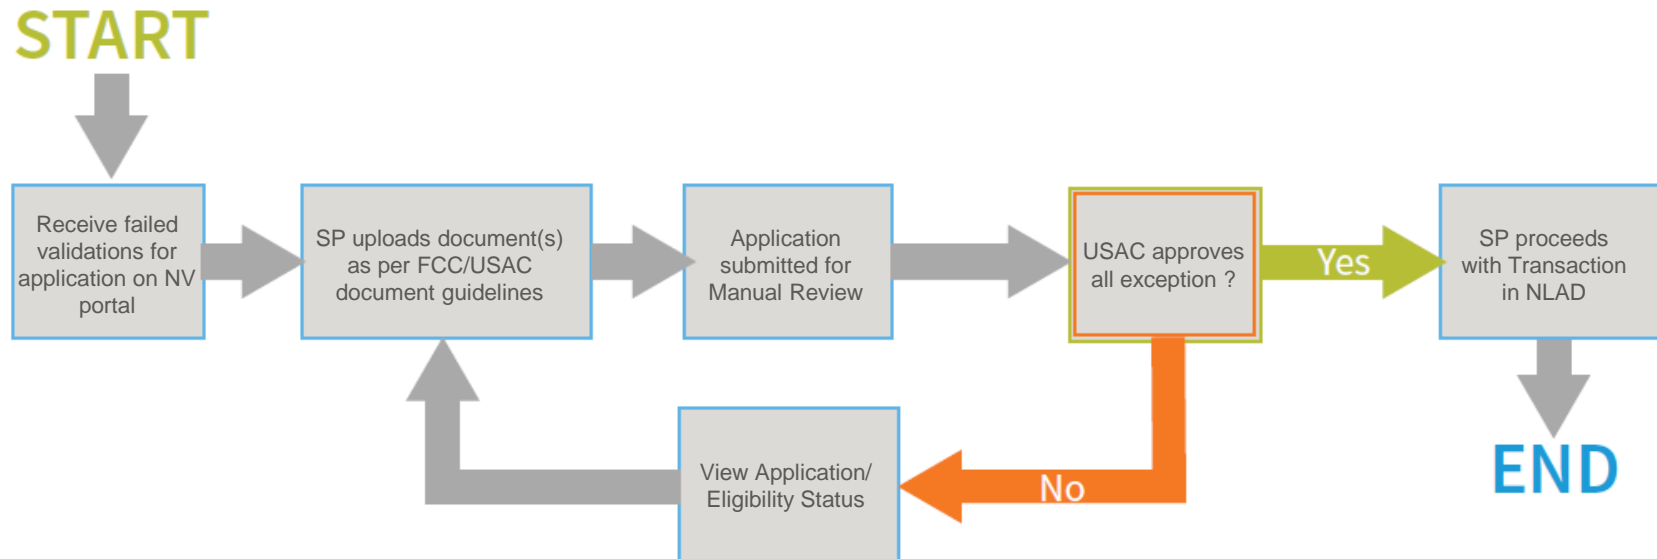 START
Receive failed
validations for
application on NV
portal
SP uploads document(s)
as per FCC/USAC
document guidelines
Application
submitted for
Manual Review
USAC approves
all exception ?
Yes
SP proceeds
with Transaction
in NLAD
View Application/
Eligibility Status
No
END